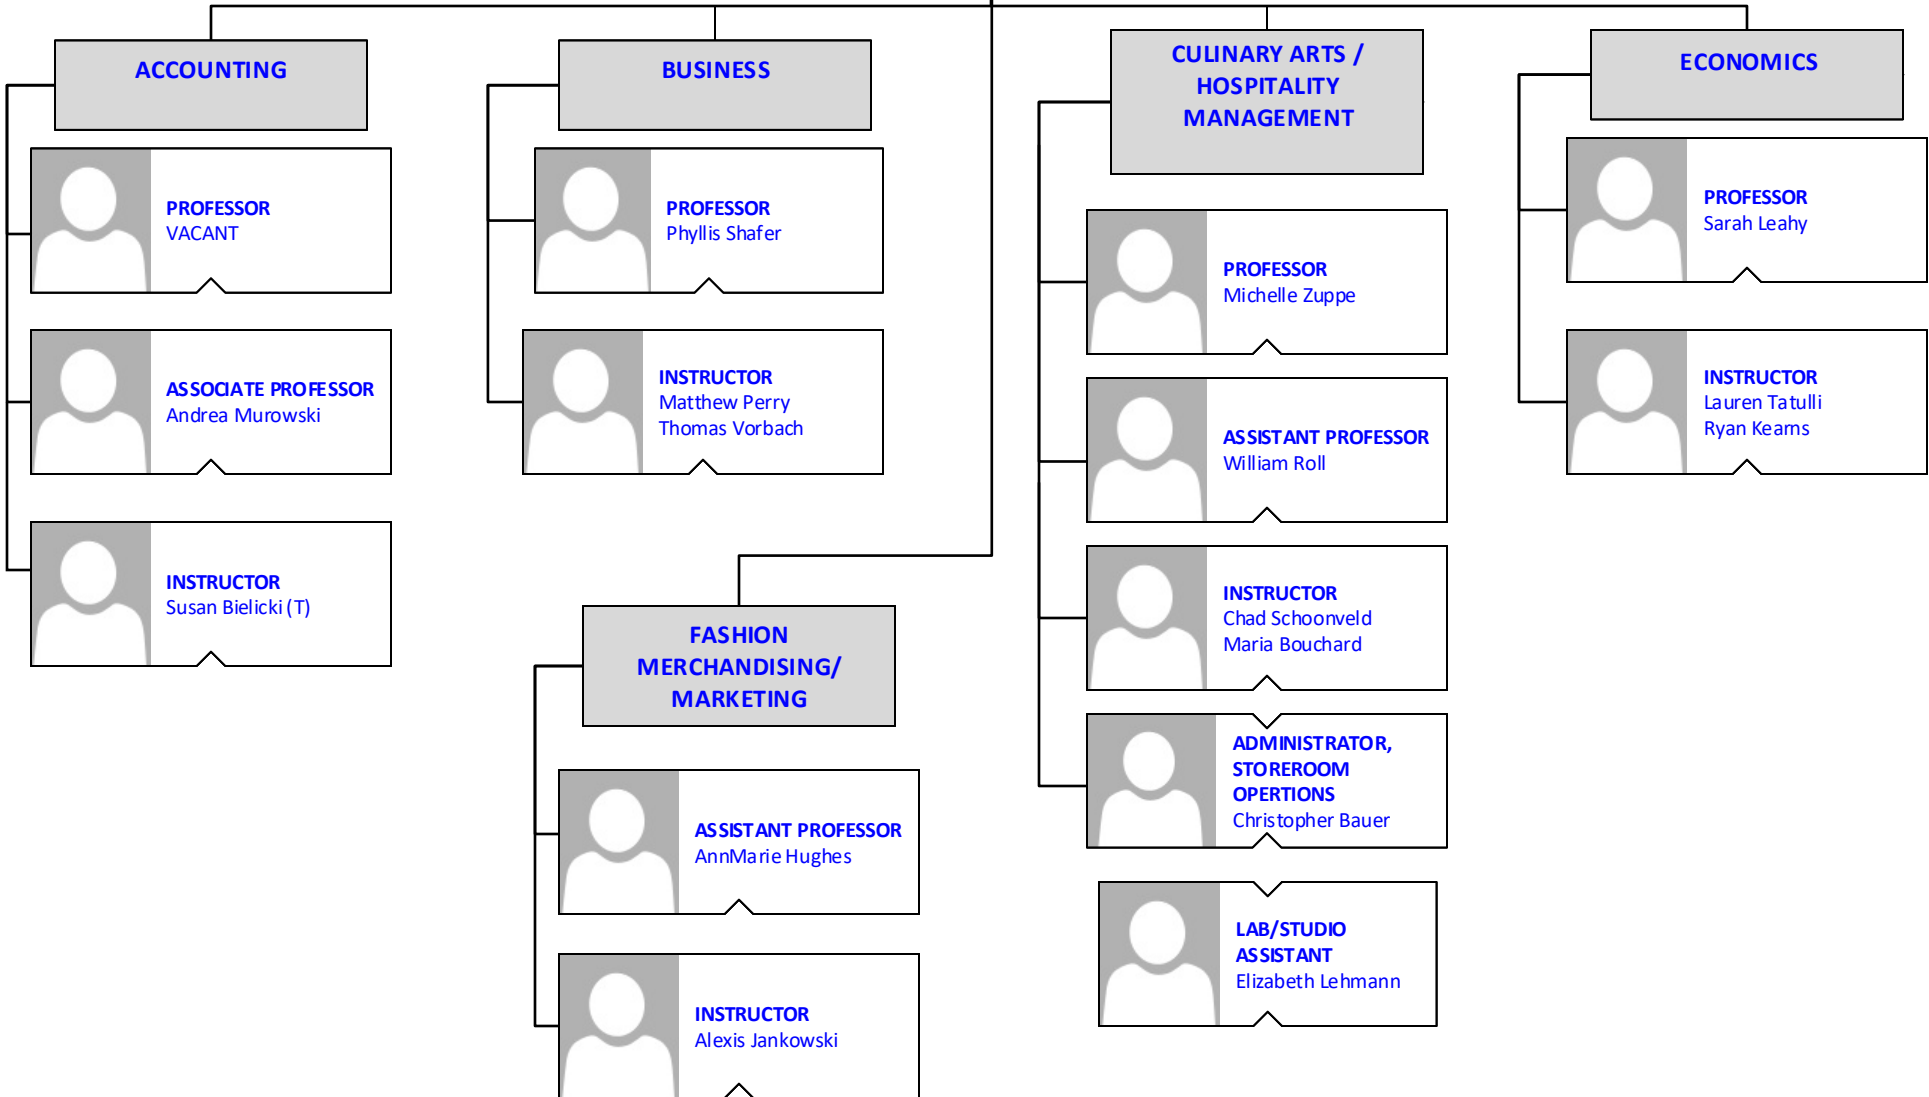 ACCOUNTING
PROFESSOR
VACANT
ASSOCIATE PROFESSOR
Andrea Murowski
INSTRUCTOR
Susan Bielicki (T)
BUSINESS
PROFESSOR
Phyllis Shafer
INSTRUCTOR
Matthew Perry
Thomas Vorbach
FASHION
MERCHANDISING/
MARKETING
ASSISTANT PROFESSOR
AnnMarie Hughes
INSTRUCTOR
Alexis Jankowski
CULINARY ARTS /
HOSPITALITY
MANAGEMENT
PROFESSOR
Michelle Zuppe
ASSISTANT PROFESSOR
William Roll
INSTRUCTOR
Chad Schoonveld
Maria Bouchard
ADMINISTRATOR,
STOREROOM
OPERTIONS
Christopher Bauer
LAB/STUDIO
ASSISTANT
Elizabeth Lehmann
ECONOMICS
PROFESSOR
Sarah Leahy
INSTRUCTOR
Lauren Tatulli
Ryan Kearns